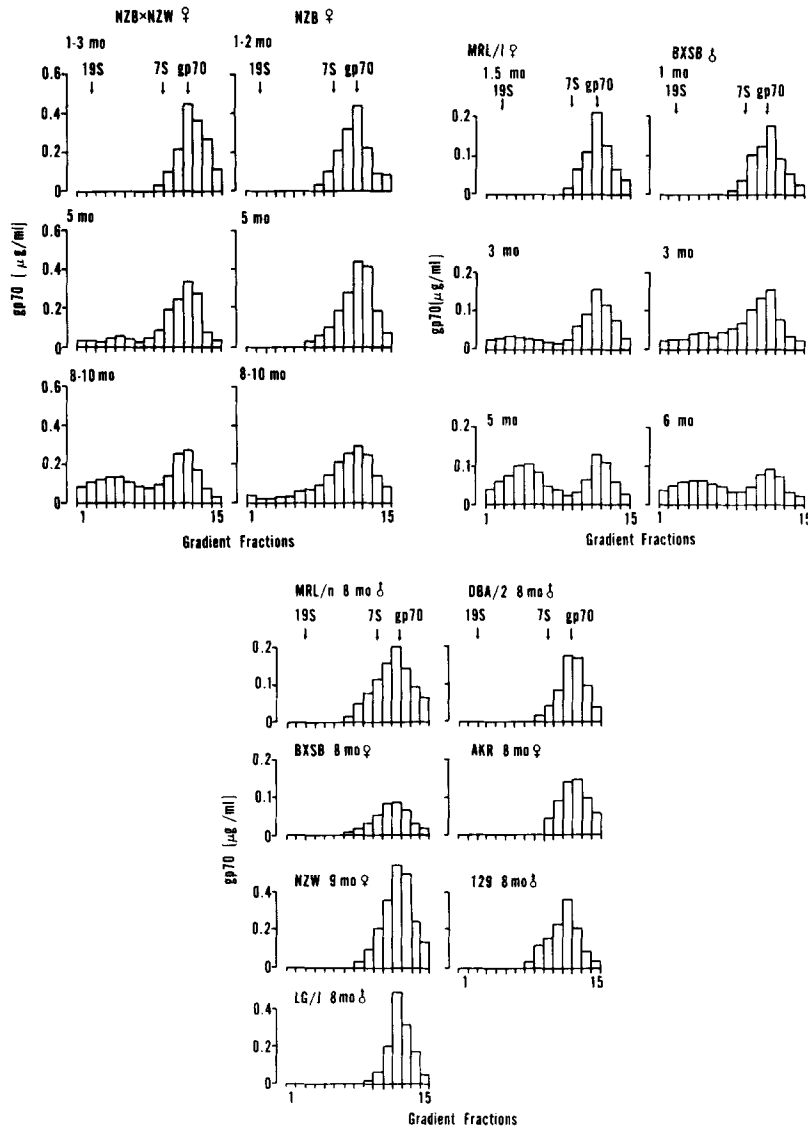 NZB×NZW ♀
1-3 mo
19S 7S gp70
0.6
0.4
0.2
0
5 mo
0.6
0.4
0.2
0
8-10 mo
0.6
0.4
0.2
0
1 15
gp70 [ µg/ml]
NZB ♀
1-2 mo
19S 7S gp70
5 mo
8-10 mo
1 15
Gradient Fractions
MRL/l ♀
1.5 mo
19S 7S gp70
0.2
0.1
0
3 mo
0.2
0.1
0
5 mo
0.2
0.1
0
1 15
gp70[µg/ml]
BXSB ♂
1 mo
19S 7S gp70
3 mo
6 mo
1 15
Gradient Fractions
MRL/n 8 mo ♂
19S 7S gp70
0.2
0.1
0
DBA/2 8 mo ♂
19S 7S gp70
BXSB 8 mo ♀
0.2
0.1
0
AKR 8 mo ♀
gp70 [µg/ml]
NZW 9 mo ♀
0.4
0.2
0
129 8 mo ♂
1 15
LG/J 8 mo ♂
0.4
0.2
0
1 15
Gradient Fractions